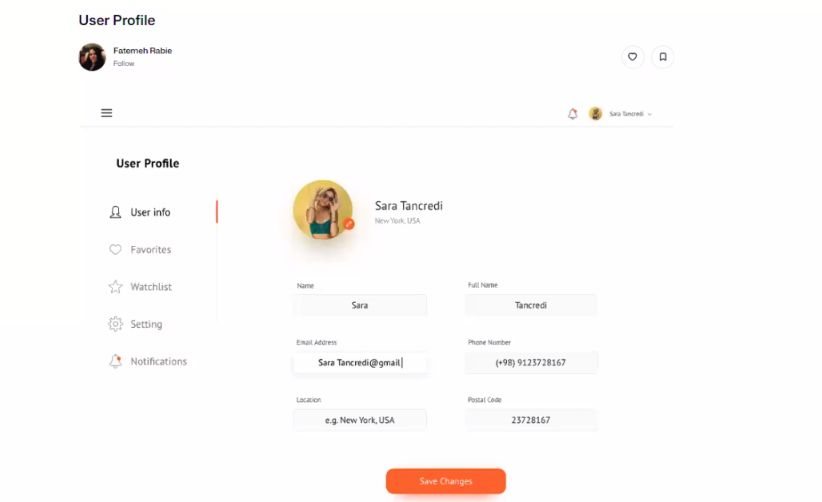 User Profile
Fatemeh Rabie
Follow
Sara Tancredi
User Profile
User info
Favorites
Watchlist
Setting
Notifications
Sara Tancredi
New York, USA
Name
Full Name
Sara
Tancredi
Email Address
Phone Number
Sara Tancredi@gmail
(+98) 9123728167
Location
Postal Code
e.g. New York, USA
23728167
Save Changes